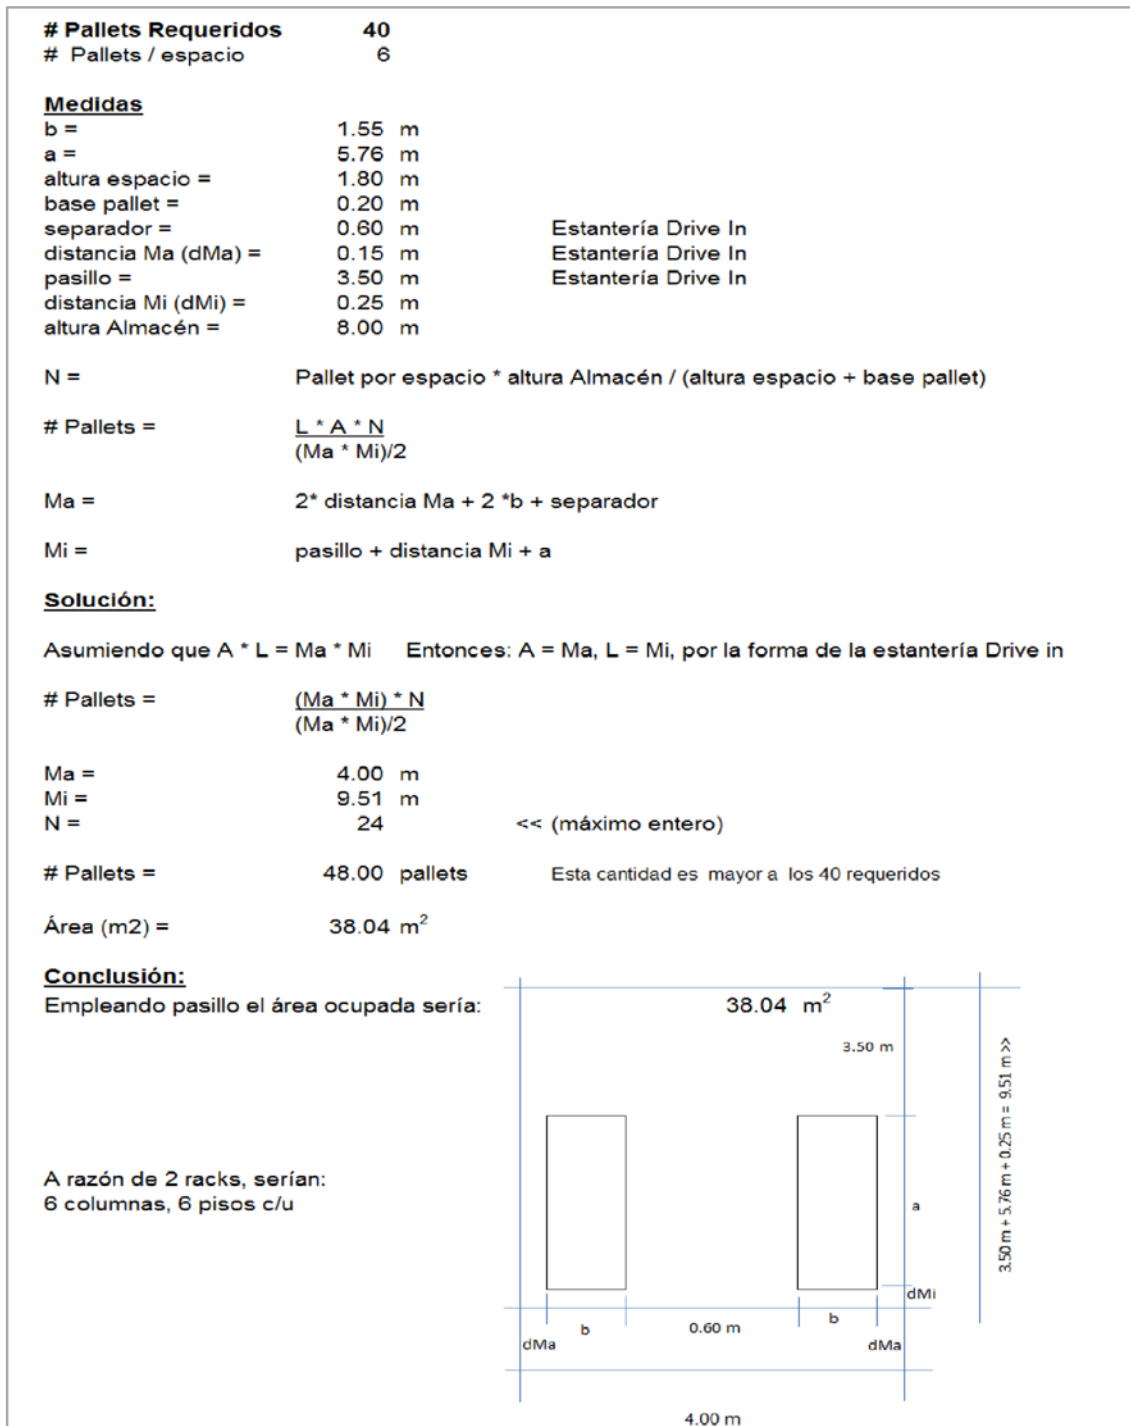 # Pallets Requeridos 40
# Pallets / espacio 6
Medidas
b = 1.55 m
a = 5.76 m
altura espacio = 1.80 m
base pallet = 0.20 m
separador = 0.60 m Estantería Drive In
distancia Ma (dMa) = 0.15 m Estantería Drive In
pasillo = 3.50 m Estantería Drive In
distancia Mi (dMi) = 0.25 m
altura Almacén = 8.00 m
N = Pallet por espacio * altura Almacén / (altura espacio + base pallet)
# Pallets = L * A * N
(Ma * Mi)/2
Ma = 2* distancia Ma + 2 *b + separador
Mi = pasillo + distancia Mi + a
Solución:
Asumiendo que A * L = Ma * Mi Entonces: A = Ma, L = Mi, por la forma de la estantería Drive in
# Pallets = (Ma * Mi) * N
(Ma * Mi)/2
Ma = 4.00 m
Mi = 9.51 m
N = 24 << (máximo entero)
# Pallets = 48.00 pallets Esta cantidad es mayor a los 40 requeridos
Área (m2) = 38.04 m²
Conclusión:
Empleando pasillo el área ocupada sería: 38.04 m²
3.50 m
3.50 m + 5.76 m + 0.25 m = 9.51 m >>
A razón de 2 racks, serían:
6 columnas, 6 pisos c/u
a
dMi
b 0.60 m b
dMa dMa
4.00 m